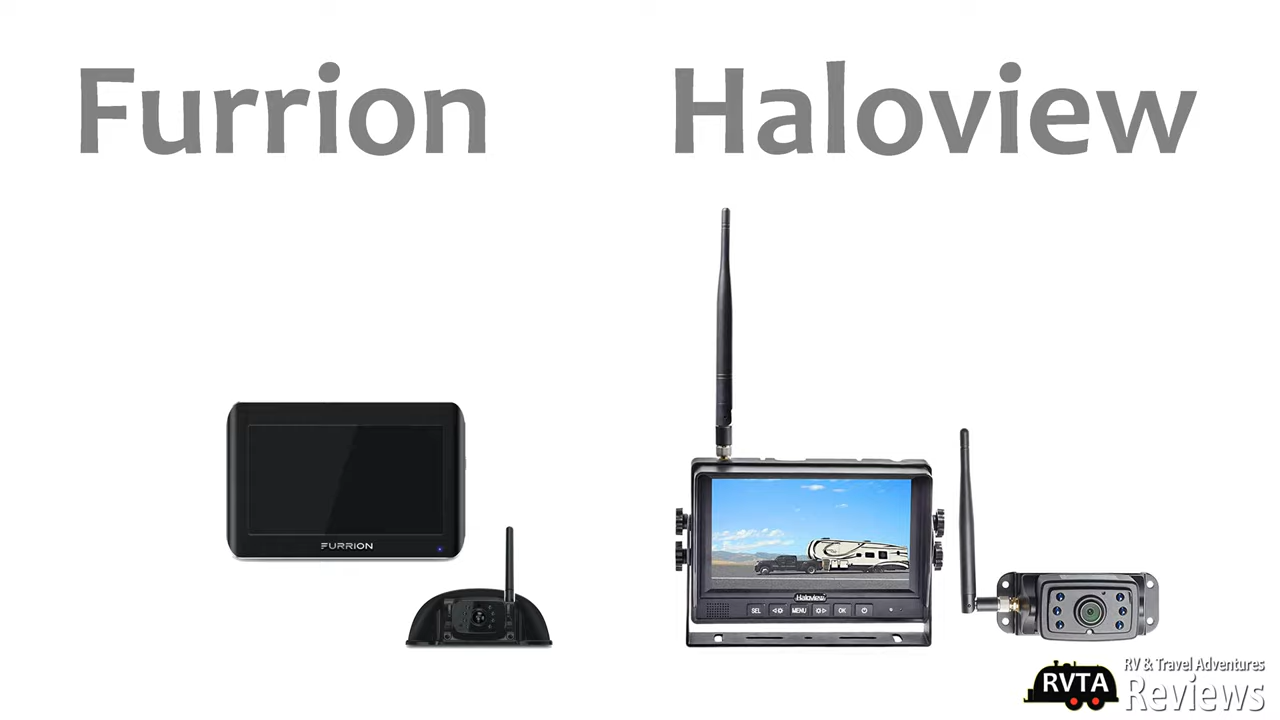 Furrion
Haloview
FURRION
Haloview
SEL
MENU
OK
RVTA
RV & Travel Adventures
Reviews